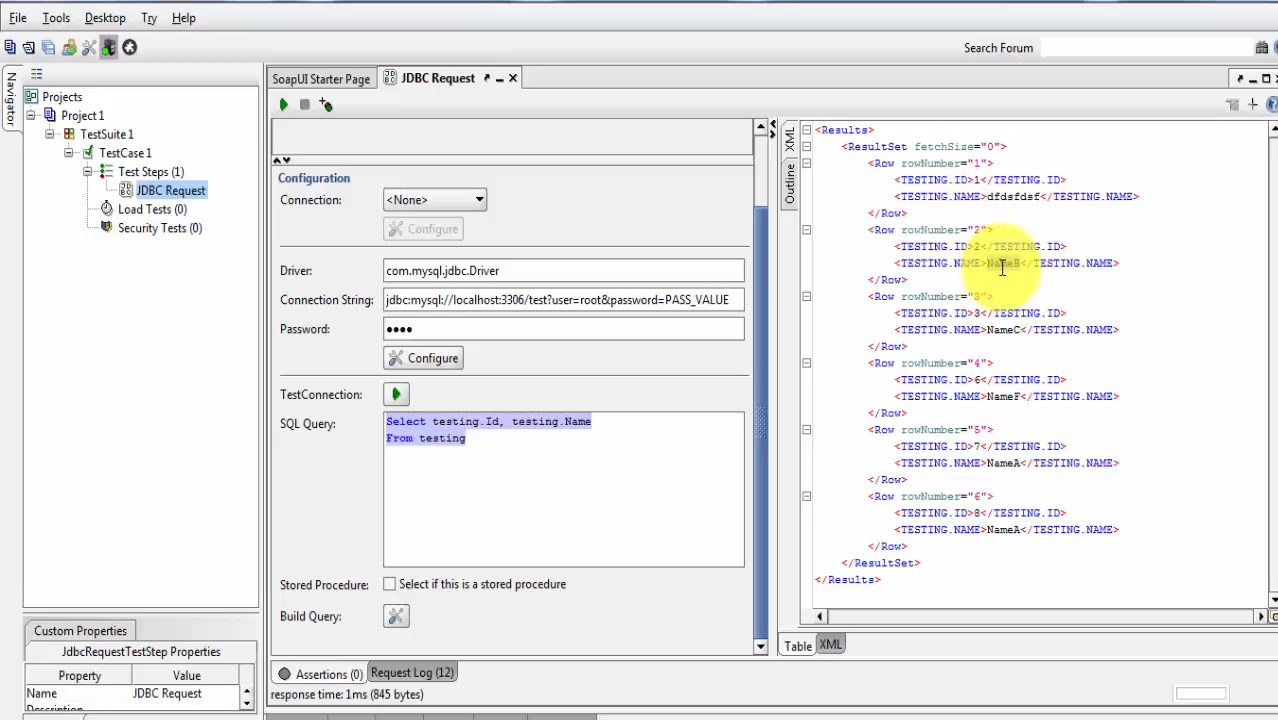 File Tools Desktop Try Help
Search Forum
Navigator
Projects
Project 1
TestSuite 1
TestCase 1
Test Steps (1)
JDBC Request
Load Tests (0)
Security Tests (0)
Custom Properties
JdbcRequestTestStep Properties
Property Value
Name JDBC Request
Description
SoapUI Starter Page JDBC Request
Configuration
Connection: <None>
Configure
Driver: com.mysql.jdbc.Driver
Connection String: jdbc:mysql://localhost:3306/test?user=root&password=PASS_VALUE
Password: ••••
Configure
TestConnection:
SQL Query: Select testing.Id, testing.Name
From testing
Stored Procedure: Select if this is a stored procedure
Build Query:
Assertions (0) Request Log (12)
response time: 1ms (845 bytes)
XML
Outline
<Results>
<ResultSet fetchSize="0">
<Row rowNumber="1">
<TESTING.ID>1</TESTING.ID>
<TESTING.NAME>dfdsfdsf</TESTING.NAME>
</Row>
<Row rowNumber="2">
<TESTING.ID>2</TESTING.ID>
<TESTING.NAME>NameB</TESTING.NAME>
</Row>
<Row rowNumber="3">
<TESTING.ID>3</TESTING.ID>
<TESTING.NAME>NameC</TESTING.NAME>
</Row>
<Row rowNumber="4">
<TESTING.ID>6</TESTING.ID>
<TESTING.NAME>NameF</TESTING.NAME>
</Row>
<Row rowNumber="5">
<TESTING.ID>7</TESTING.ID>
<TESTING.NAME>NameA</TESTING.NAME>
</Row>
<Row rowNumber="6">
<TESTING.ID>8</TESTING.ID>
<TESTING.NAME>NameA</TESTING.NAME>
</Row>
</ResultSet>
</Results>
Table XML